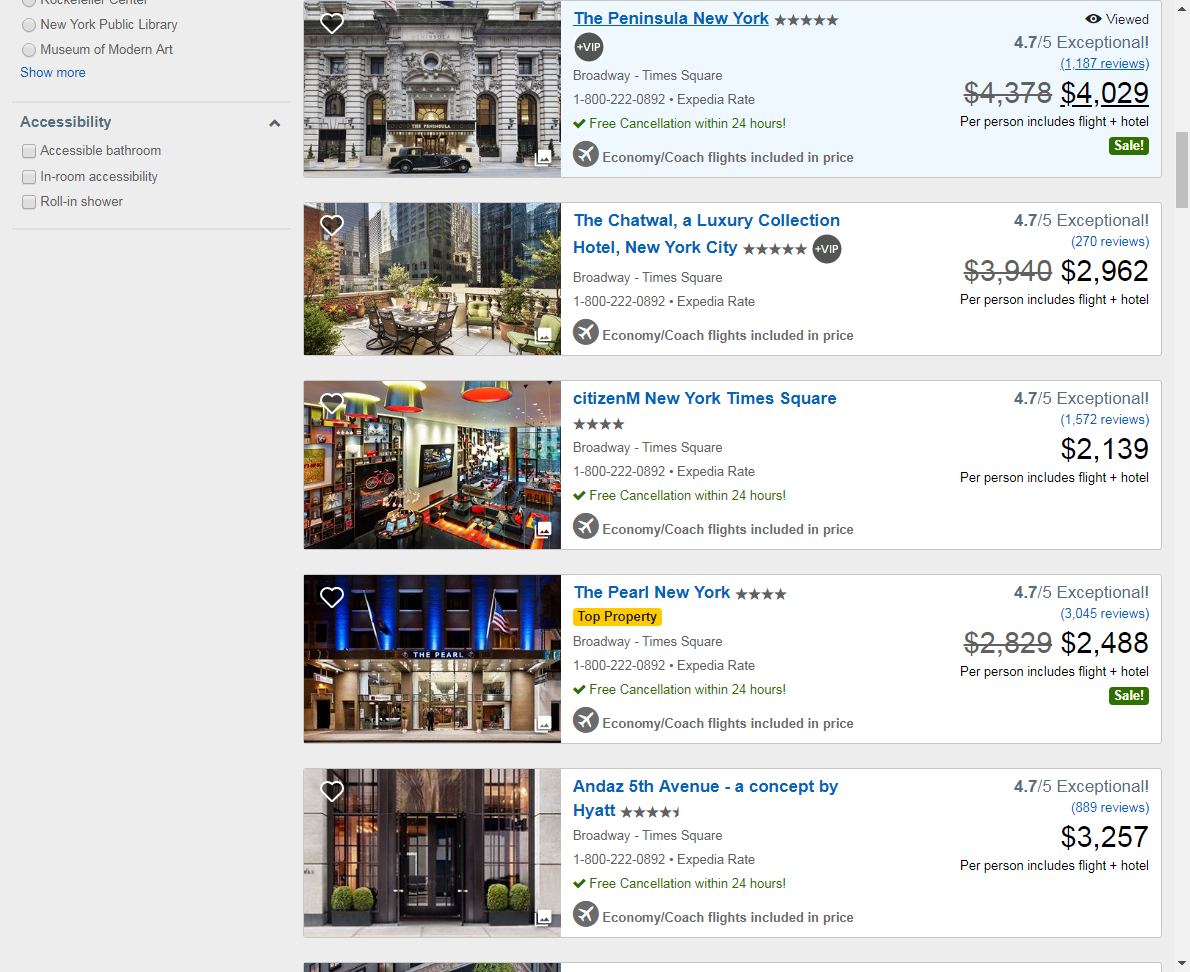 Rockefeller Center
New York Public Library
Museum of Modern Art
Show more
Accessibility
Accessible bathroom
In-room accessibility
Roll-in shower
THE PENINSULA
The Peninsula New York
+VIP
Broadway - Times Square
1-800-222-0892 • Expedia Rate
Free Cancellation within 24 hours!
Economy/Coach flights included in price
Viewed
4.7/5 Exceptional!
(1,187 reviews)
$4,378 $4,029
Per person includes flight + hotel
Sale!
The Chatwal, a Luxury Collection
Hotel, New York City +VIP
Broadway - Times Square
1-800-222-0892 • Expedia Rate
Economy/Coach flights included in price
4.7/5 Exceptional!
(270 reviews)
$3,940 $2,962
Per person includes flight + hotel
citizenM New York Times Square
Broadway - Times Square
1-800-222-0892 • Expedia Rate
Free Cancellation within 24 hours!
Economy/Coach flights included in price
4.7/5 Exceptional!
(1,572 reviews)
$2,139
Per person includes flight + hotel
THE PEARL
The Pearl New York
Top Property
Broadway - Times Square
1-800-222-0892 • Expedia Rate
Free Cancellation within 24 hours!
Economy/Coach flights included in price
4.7/5 Exceptional!
(3,045 reviews)
$2,829 $2,488
Per person includes flight + hotel
Sale!
Andaz 5th Avenue - a concept by
Hyatt
Broadway - Times Square
1-800-222-0892 • Expedia Rate
Free Cancellation within 24 hours!
Economy/Coach flights included in price
4.7/5 Exceptional!
(889 reviews)
$3,257
Per person includes flight + hotel